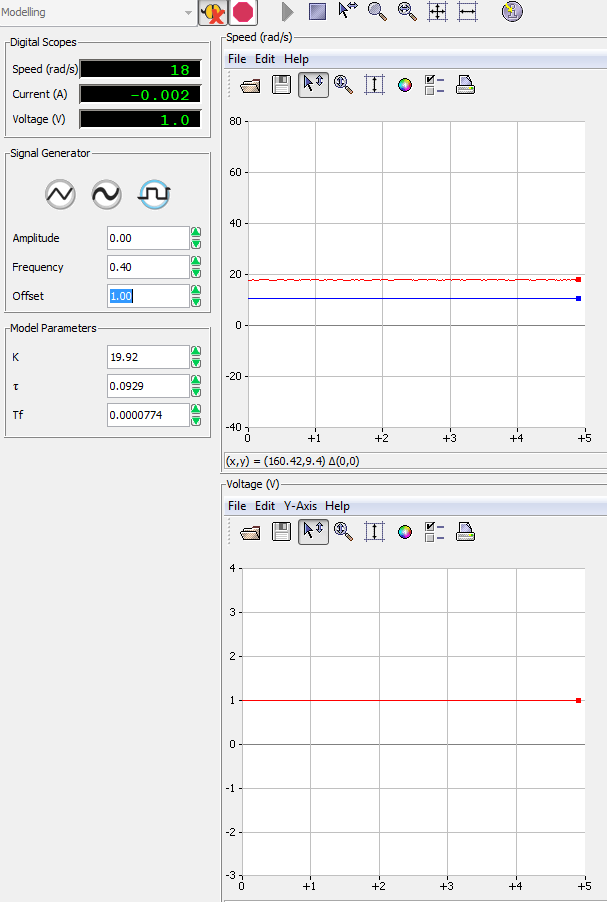 Modelling
Digital Scopes
Speed (rad/s) 18
Current (A) -0.002
Voltage (V) 1.0
Signal Generator
Amplitude 0.00
Frequency 0.40
Offset 1.00
Model Parameters
K 19.92
τ 0.0929
Tf 0.0000774
Speed (rad/s)
File Edit Help
80
60
40
20
0
-20
-40
0 +1 +2 +3 +4 +5
(x,y) = (160.42,9.4) Δ(0,0)
Voltage (V)
File Edit Y-Axis Help
4
3
2
1
0
-1
-2
-3
0 +1 +2 +3 +4 +5